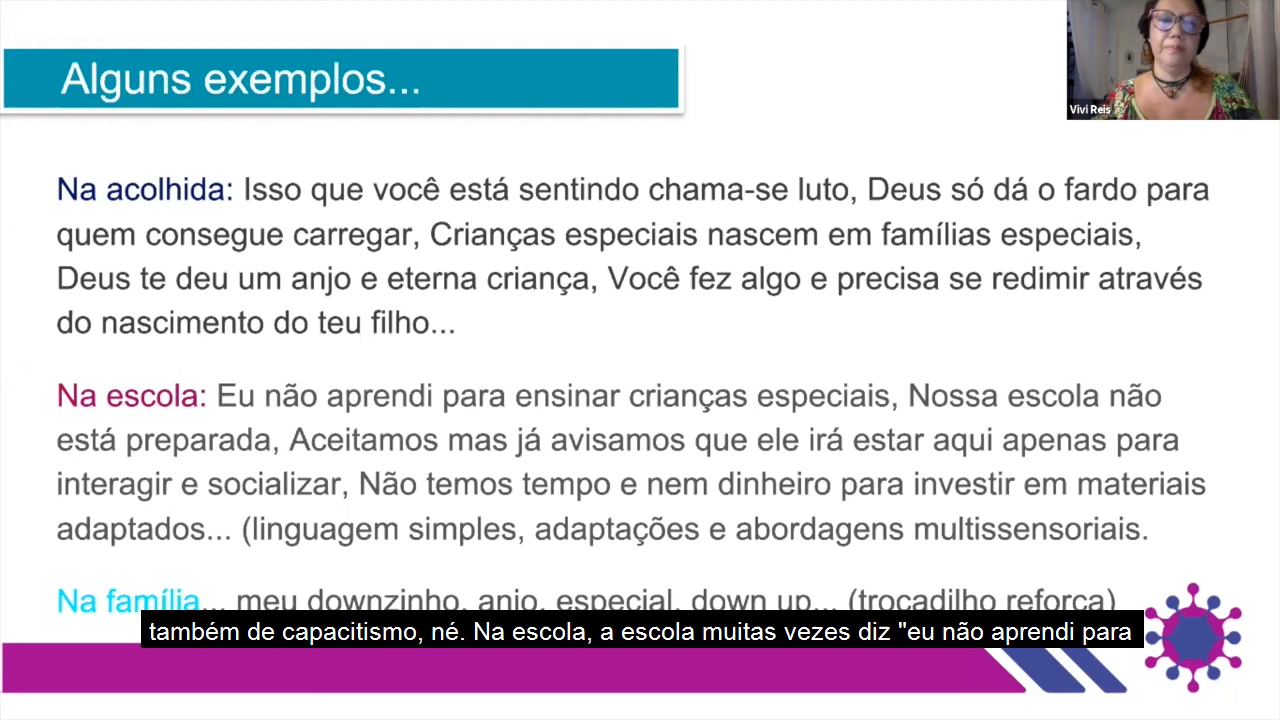 Alguns exemplos...
Vivi Reis
Na acolhida: Isso que você está sentindo chama-se luto, Deus só dá o fardo para
quem consegue carregar, Crianças especiais nascem em famílias especiais,
Deus te deu um anjo e eterna criança, Você fez algo e precisa se redimir através
do nascimento do teu filho...
Na escola: Eu não aprendi para ensinar crianças especiais, Nossa escola não
está preparada, Aceitamos mas já avisamos que ele irá estar aqui apenas para
interagir e socializar, Não temos tempo e nem dinheiro para investir em materiais
adaptados... (linguagem simples, adaptações e abordagens multissensoriais.
Na família... meu downzinho, anjo, especial, down up... (trocadilho reforça)
também de capacitismo, né. Na escola, a escola muitas vezes diz "eu não aprendi para